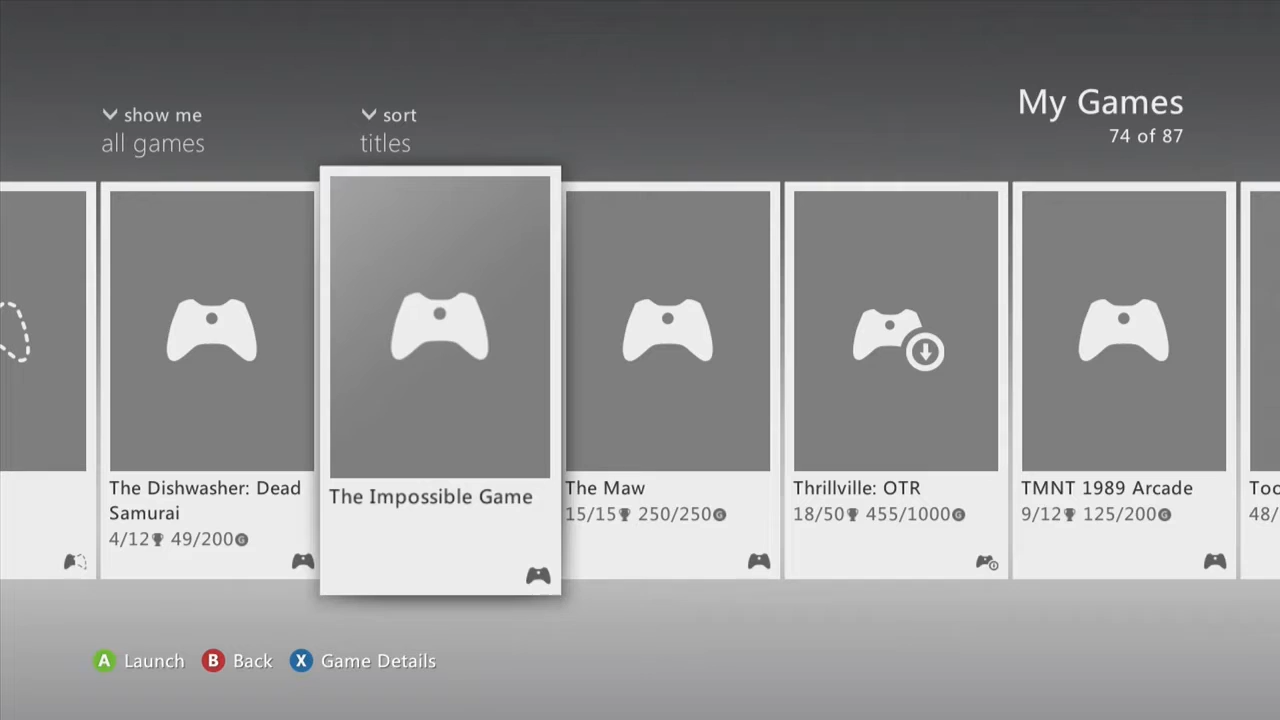 show me
all games
sort
titles
My Games
74 of 87
The Dishwasher: Dead
Samurai
4/12 49/200 G
The Impossible Game
The Maw
15/15 250/250 G
Thrillville: OTR
18/50 455/1000 G
TMNT 1989 Arcade
9/12 125/200 G
Too
48/
A Launch B Back X Game Details